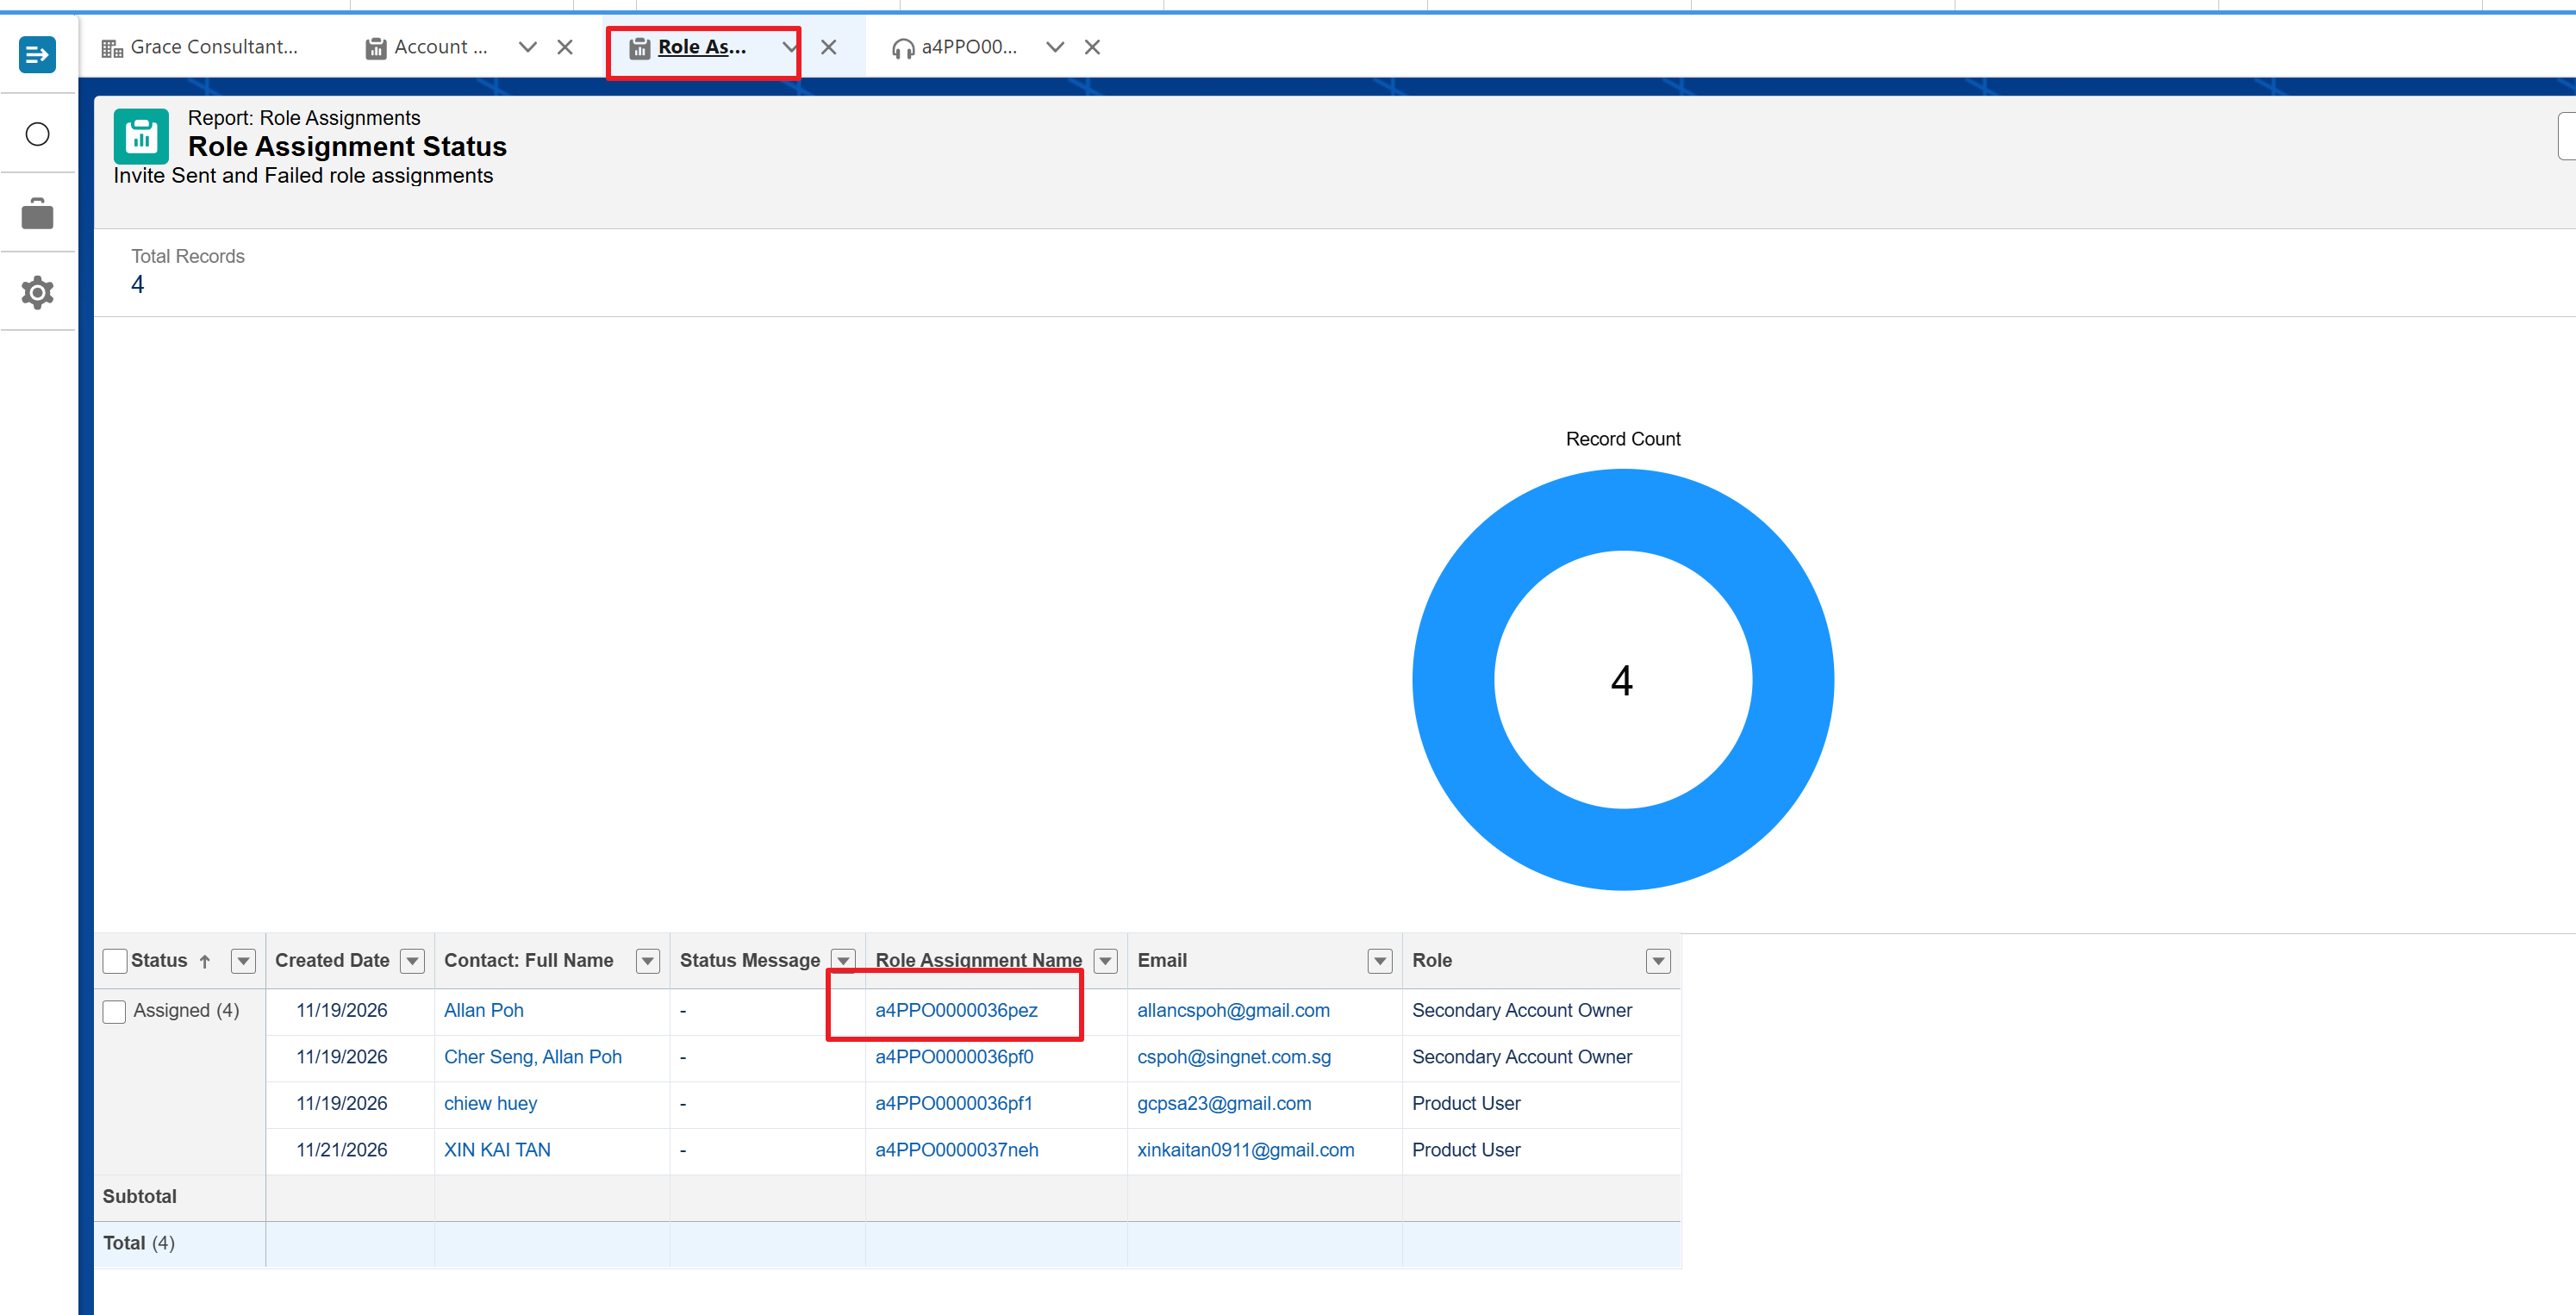 Grace Consultant...
Account ...
Role As...
a4PPO00...
Report: Role Assignments
Role Assignment Status
Invite Sent and Failed role assignments
Total Records
4
Record Count
4
Status Created Date Contact: Full Name Status Message Role Assignment Name Email Role
Assigned (4) 11/19/2026 Allan Poh - a4PPO0000036pez allancspoh@gmail.com Secondary Account Owner
11/19/2026 Cher Seng, Allan Poh - a4PPO0000036pf0 cspoh@singnet.com.sg Secondary Account Owner
11/19/2026 chiew huey - a4PPO0000036pf1 gcpsa23@gmail.com Product User
11/21/2026 XIN KAI TAN - a4PPO0000037neh xinkaitan0911@gmail.com Product User
Subtotal
Total (4)